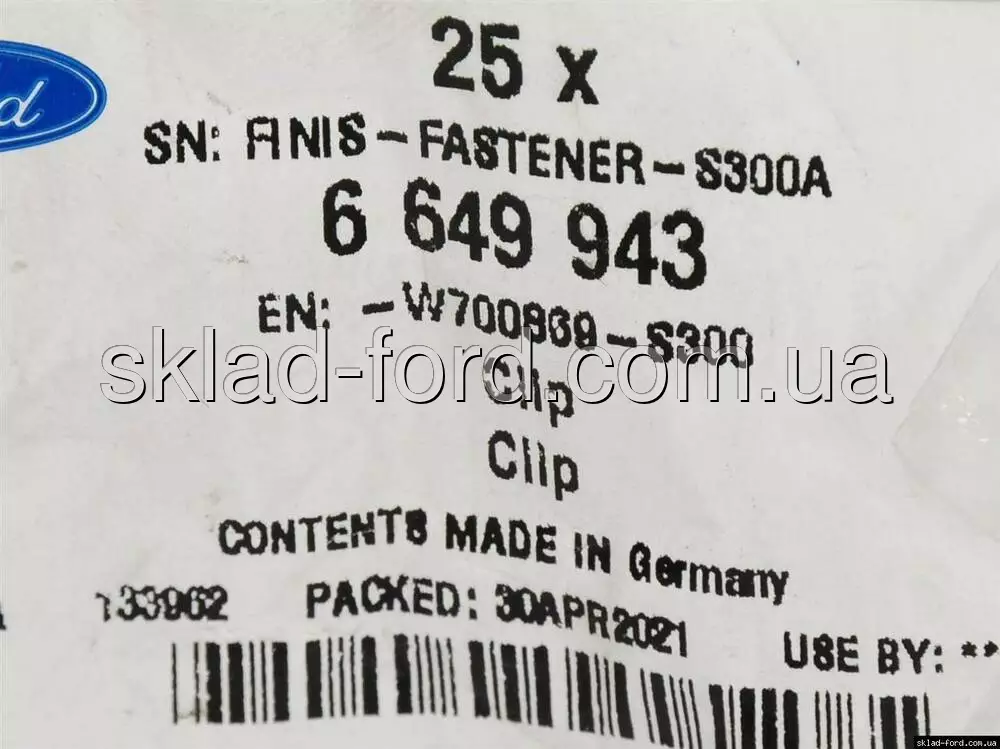 25 x
SN: FINIS-FASTENER-S300A
6 649 943
EN: -W700869-S300
sklad-ford.com.ua
Clip
Clip
CONTENTS MADE IN Germany
133962 PACKED: 30APR2021 USE BY: **
sklad-ford.com.ua